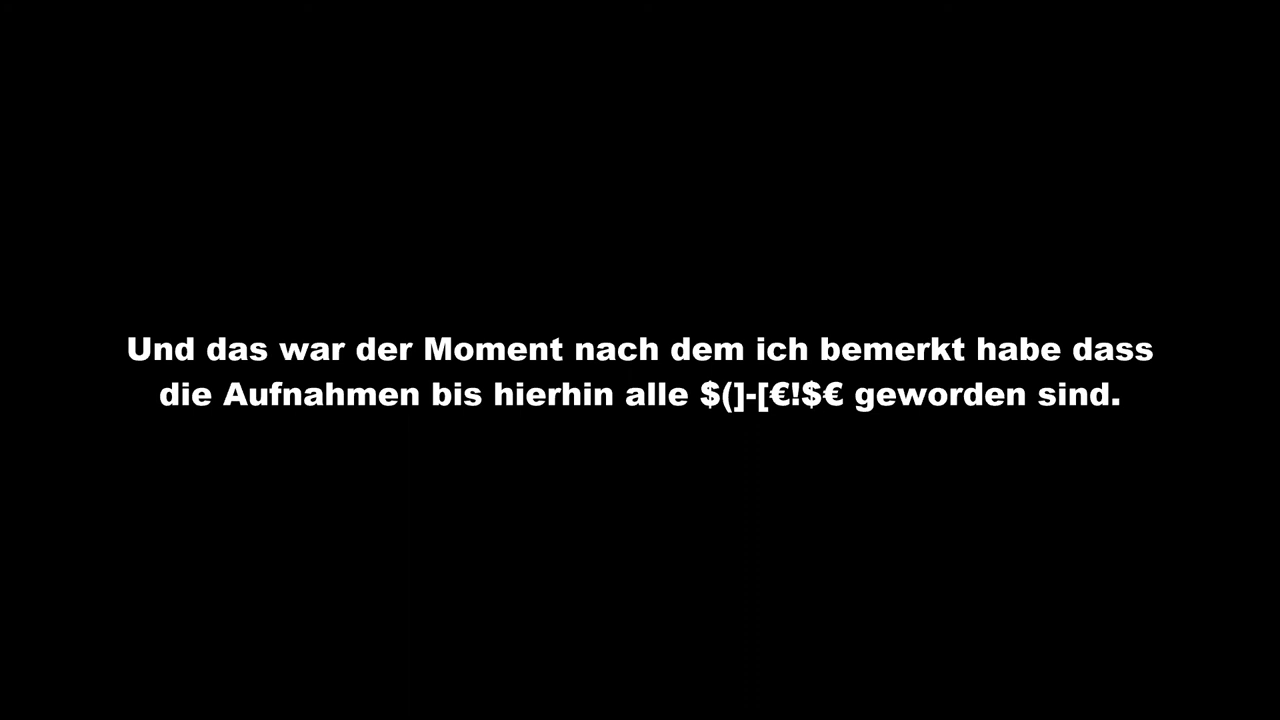 Und das war der Moment nach dem ich bemerkt habe dass
die Aufnahmen bis hierhin alle $(]-[€!$€ geworden sind.